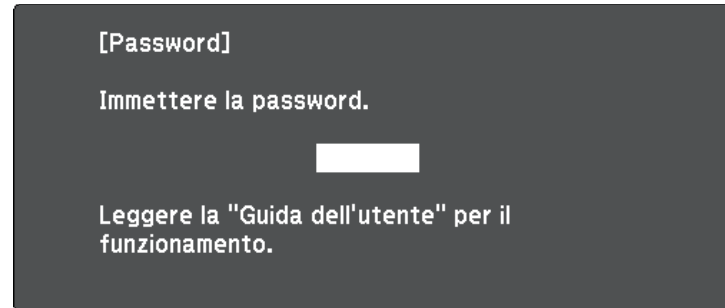 [Password]
Immettere la password.
Leggere la "Guida dell'utente" per il
funzionamento.